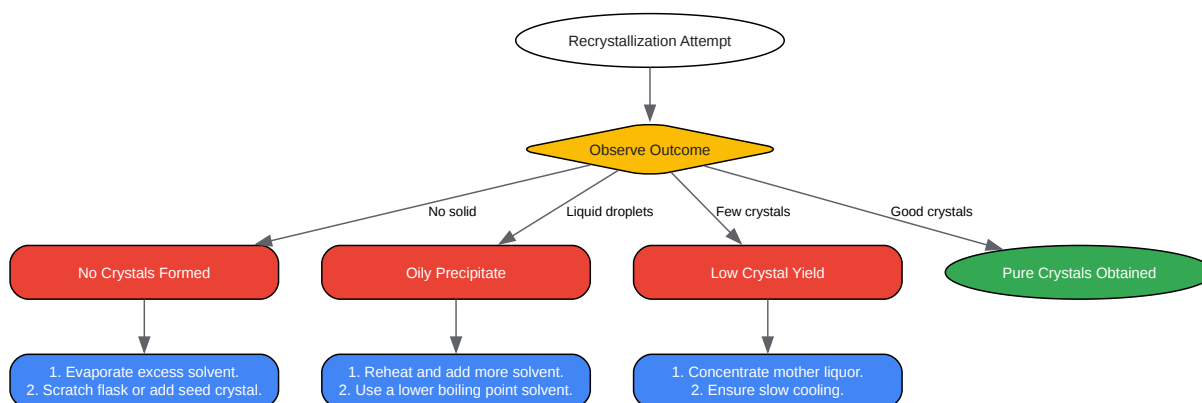 Recrystallization Attempt
Observe Outcome
No solid
Liquid droplets
Few crystals
Good crystals
No Crystals Formed
Oily Precipitate
Low Crystal Yield
Pure Crystals Obtained
1. Evaporate excess solvent.
2. Scratch flask or add seed crystal.
1. Reheat and add more solvent.
2. Use a lower boiling point solvent.
1. Concentrate mother liquor.
2. Ensure slow cooling.